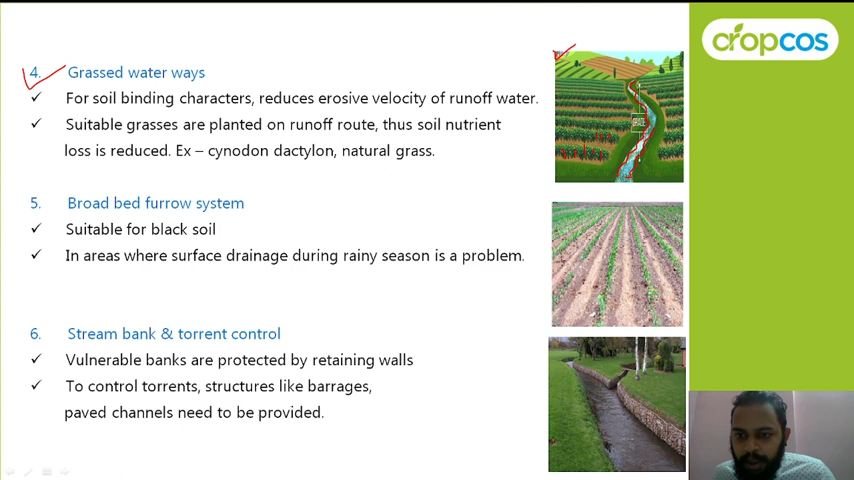 cropcos
4. Grassed water ways
✓ For soil binding characters, reduces erosive velocity of runoff water.
✓ Suitable grasses are planted on runoff route, thus soil nutrient
loss is reduced. Ex – cynodon dactylon, natural grass.
5. Broad bed furrow system
✓ Suitable for black soil
✓ In areas where surface drainage during rainy season is a problem.
6. Stream bank & torrent control
✓ Vulnerable banks are protected by retaining walls
✓ To control torrents, structures like barrages,
paved channels need to be provided.